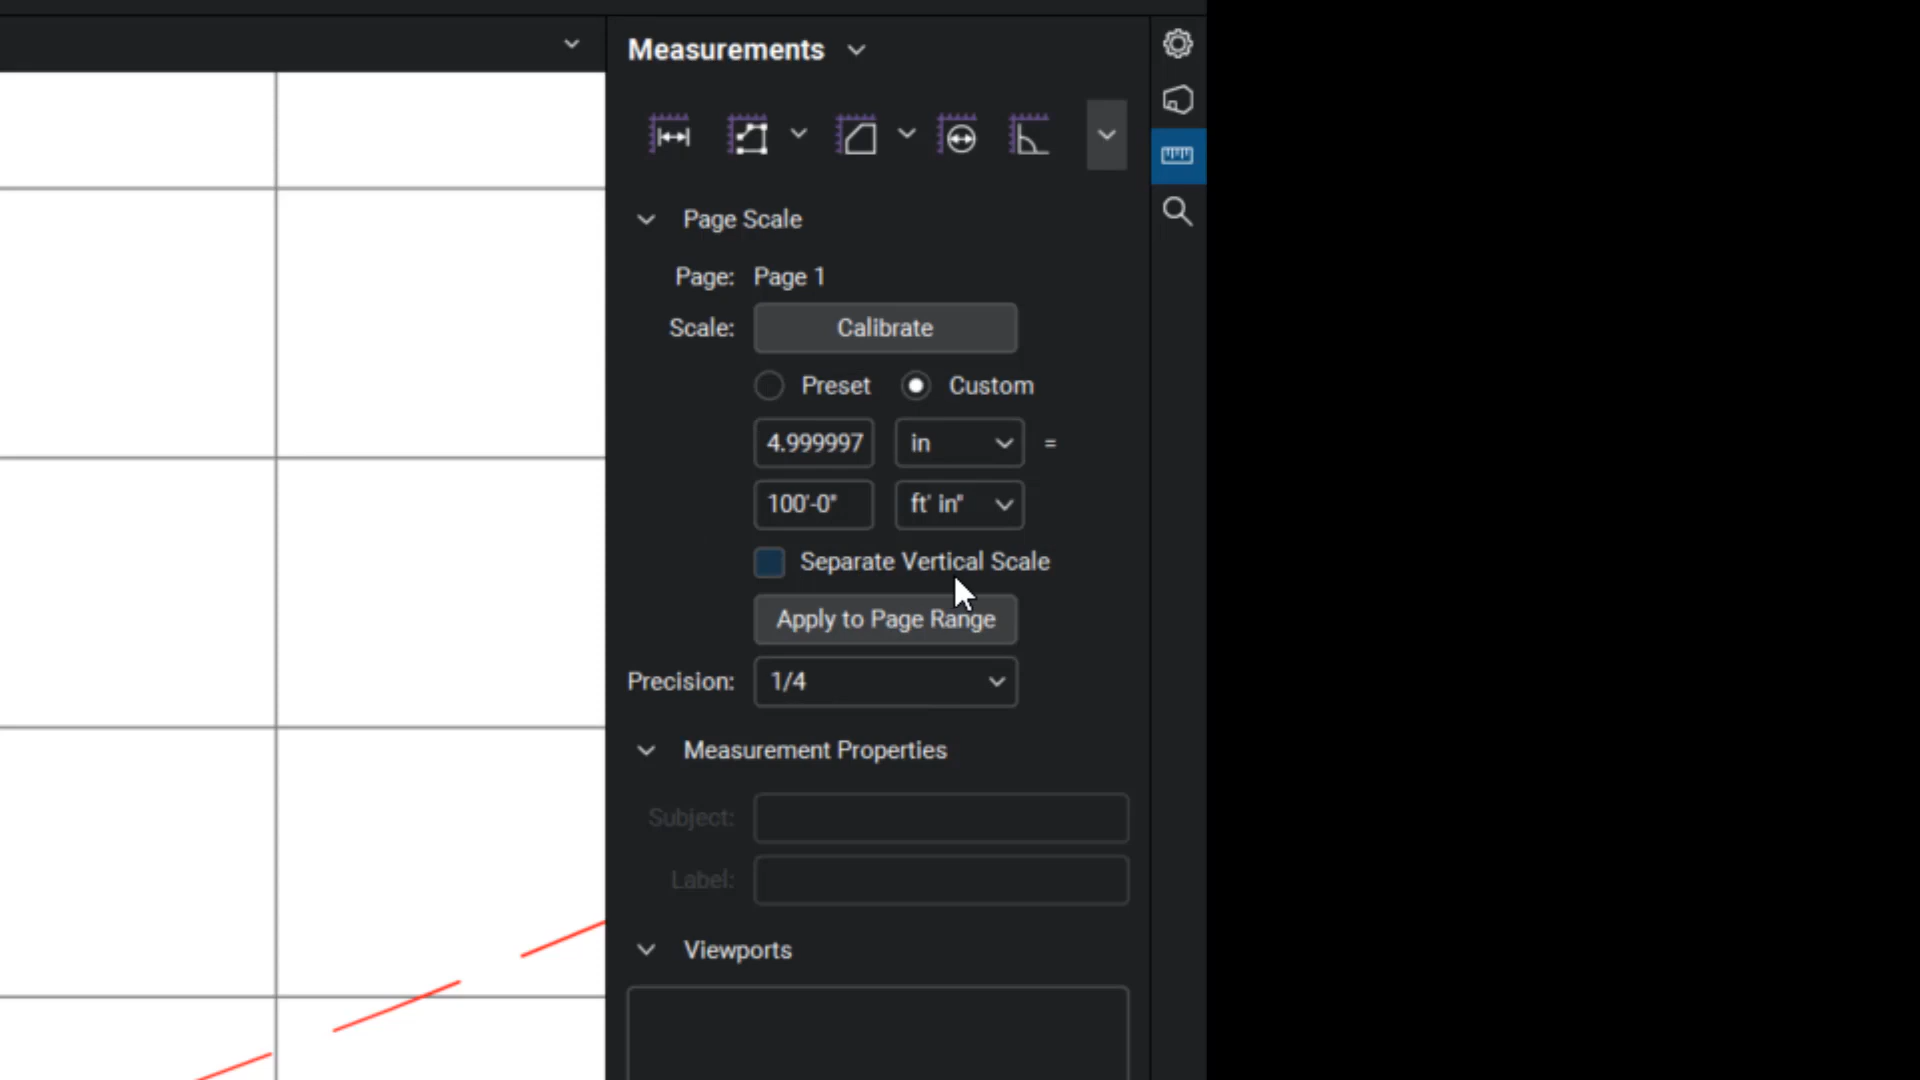 Measurements
Page Scale
Page: Page 1
Scale: Calibrate
Preset Custom
4.999997 in =
100'-0" ft' in"
Separate Vertical Scale
Apply to Page Range
Precision: 1/4
Measurement Properties
Subject:
Label:
Viewports